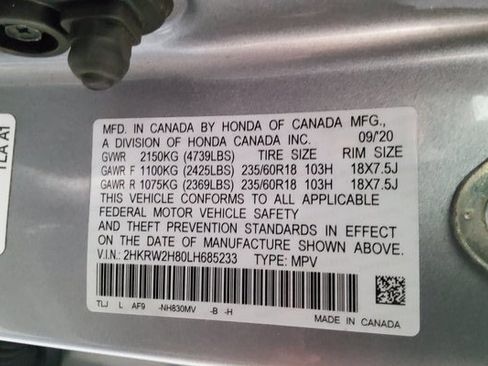 MFD. IN CANADA BY HONDA OF CANADA MFG.,
A DIVISION OF HONDA CANADA INC. 09/'20
GVWR 2150KG (4739LBS) TIRE SIZE RIM SIZE
GAWR F 1100KG (2425LBS) 235/60R18 103H 18X7.5J
GAWR R 1075KG (2369LBS) 235/60R18 103H 18X7.5J
THIS VEHICLE CONFORMS TO ALL APPLICABLE
FEDERAL MOTOR VEHICLE SAFETY
AND THEFT PREVENTION STANDARDS IN EFFECT
ON THE DATE OF MANUFACTURE SHOWN ABOVE.
V.I.N.: 2HKRW2H80LH685233 TYPE: MPV
TLJ L AF9 -NH830MV -B -H
MADE IN CANADA
TLA A1